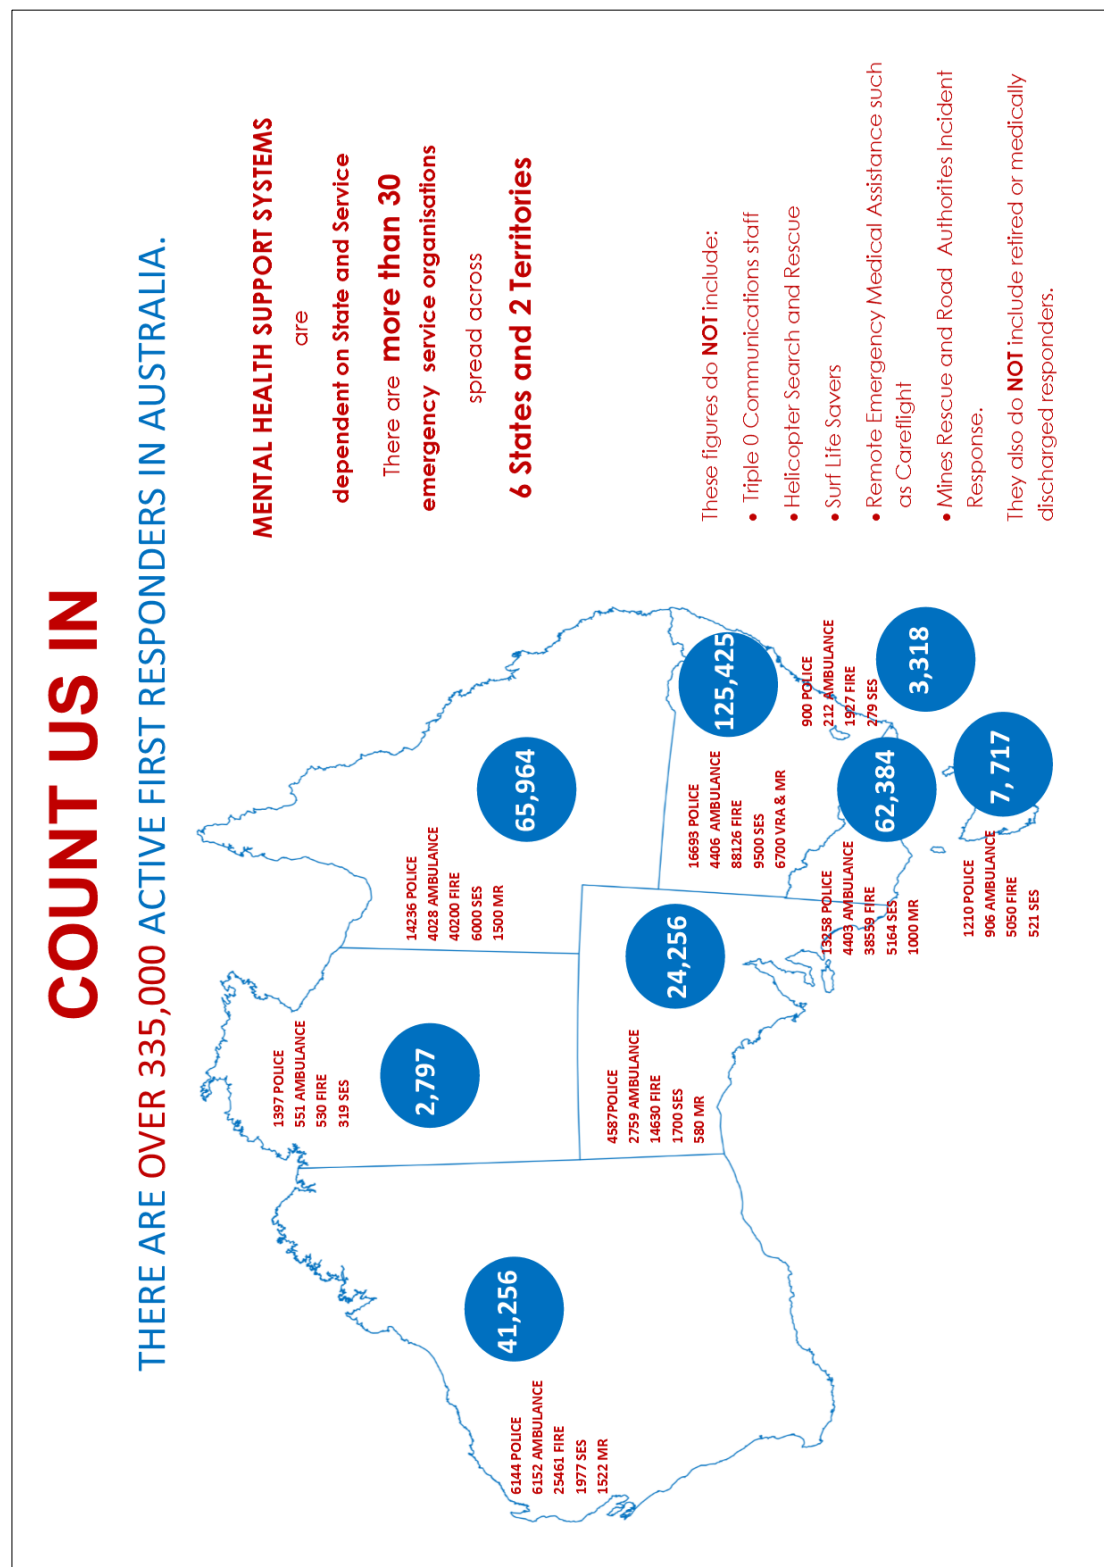 COUNT US IN
THERE ARE OVER 335,000 ACTIVE FIRST RESPONDERS IN AUSTRALIA.
MENTAL HEALTH SUPPORT SYSTEMS
are
dependent on State and Service
There are more than 30
emergency service organisations
spread across
6 States and 2 Territories
1397 POLICE
551 AMBULANCE
530 FIRE
319 SES
2,797
14236 POLICE
4028 AMBULANCE
40200 FIRE
6000 SES
1500 MR
65,964
6144 POLICE
6152 AMBULANCE
25461 FIRE
1977 SES
1522 MR
41,256
4587POLICE
2759 AMBULANCE
14630 FIRE
1700 SES
580 MR
24,256
16693 POLICE
4406 AMBULANCE
88126 FIRE
9500 SES
6700 VRA & MR
125,425
900 POLICE
212 AMBULANCE
1927 FIRE
279 SES
3,318
13258 POLICE
4403 AMBULANCE
38559 FIRE
5164 SES
1000 MR
62,384
1210 POLICE
906 AMBULANCE
5050 FIRE
521 SES
7, 717
These figures do NOT include:
• Triple 0 Communications staff
• Helicopter Search and Rescue
• Surf Life Savers
• Remote Emergency Medical Assistance such
as Careflight
• Mines Rescue and Road Authorites Incident
Response.
They also do NOT include retired or medically
discharged responders.